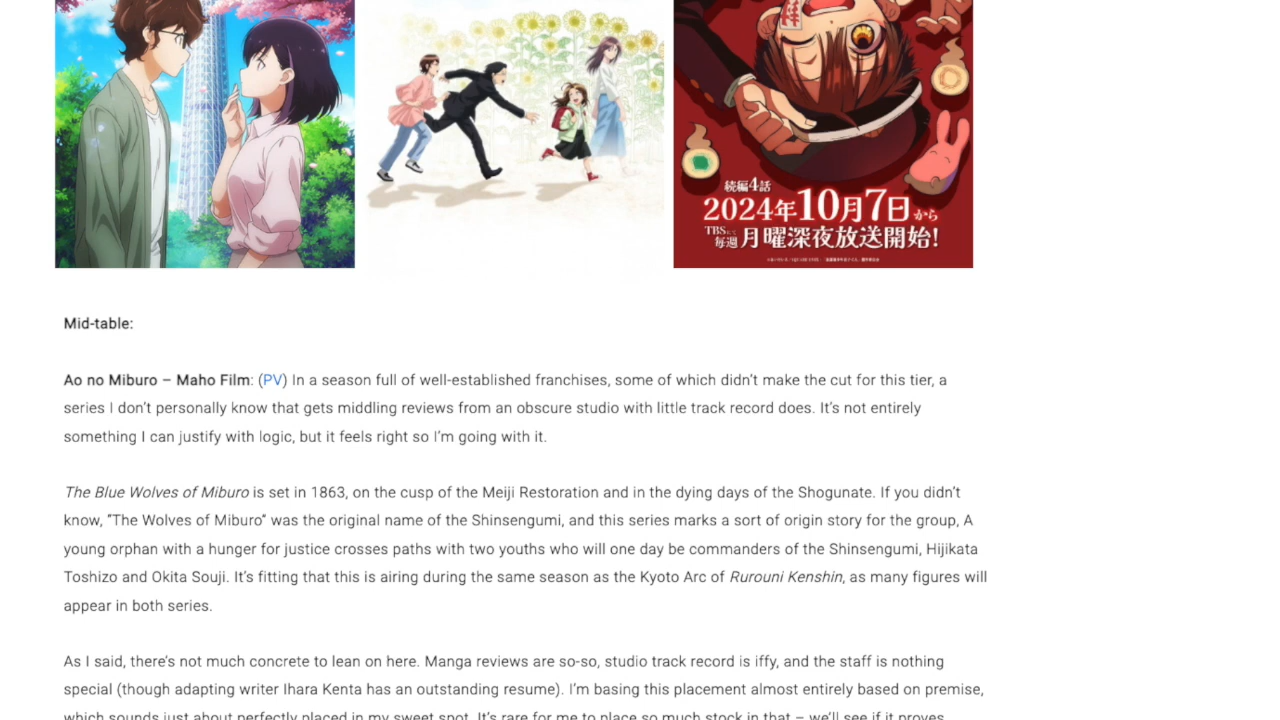 続編4話
2024年10月7日から
TBSにて毎週月曜深夜放送開始!
Mid-table:
Ao no Miburo – Maho Film: (PV) In a season full of well-established franchises, some of which didn't make the cut for this tier, a
series I don't personally know that gets middling reviews from an obscure studio with little track record does. It's not entirely
something I can justify with logic, but it feels right so I'm going with it.
The Blue Wolves of Miburo is set in 1863, on the cusp of the Meiji Restoration and in the dying days of the Shogunate. If you didn't
know, "The Wolves of Miburo" was the original name of the Shinsengumi, and this series marks a sort of origin story for the group, A
young orphan with a hunger for justice crosses paths with two youths who will one day be commanders of the Shinsengumi, Hijikata
Toshizo and Okita Souji. It's fitting that this is airing during the same season as the Kyoto Arc of Rurouni Kenshin, as many figures will
appear in both series.
As I said, there's not much concrete to lean on here. Manga reviews are so-so, studio track record is iffy, and the staff is nothing
special (though adapting writer Ihara Kenta has an outstanding resume). I'm basing this placement almost entirely based on premise,
which sounds just about perfectly placed in my sweet spot. It's rare for me to place so much stock in that – we'll see if it proves